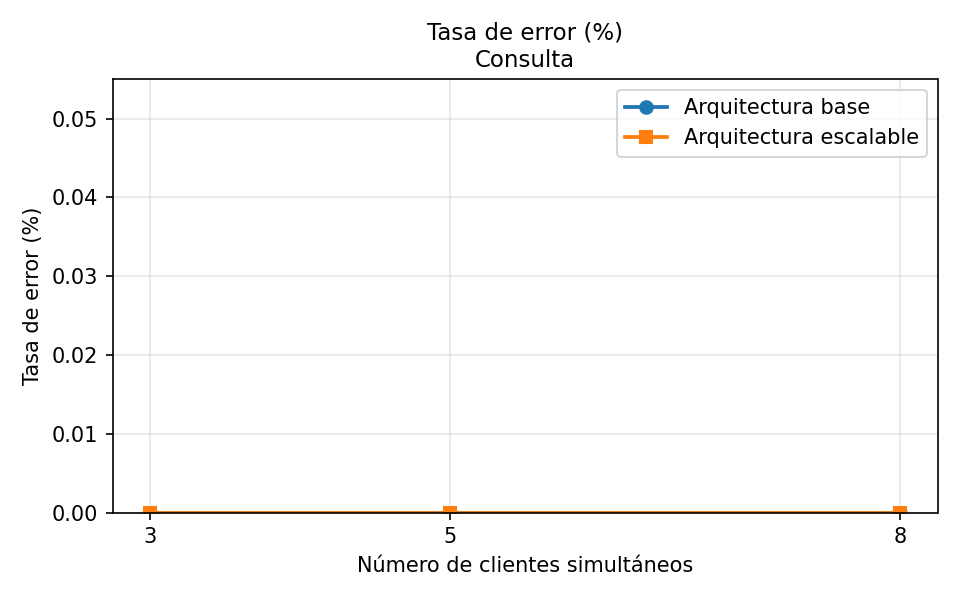 Tasa de error (%)
Consulta
Arquitectura base
Arquitectura escalable
Tasa de error (%)
0.05
0.04
0.03
0.02
0.01
0.00
3
5
8
Número de clientes simultáneos